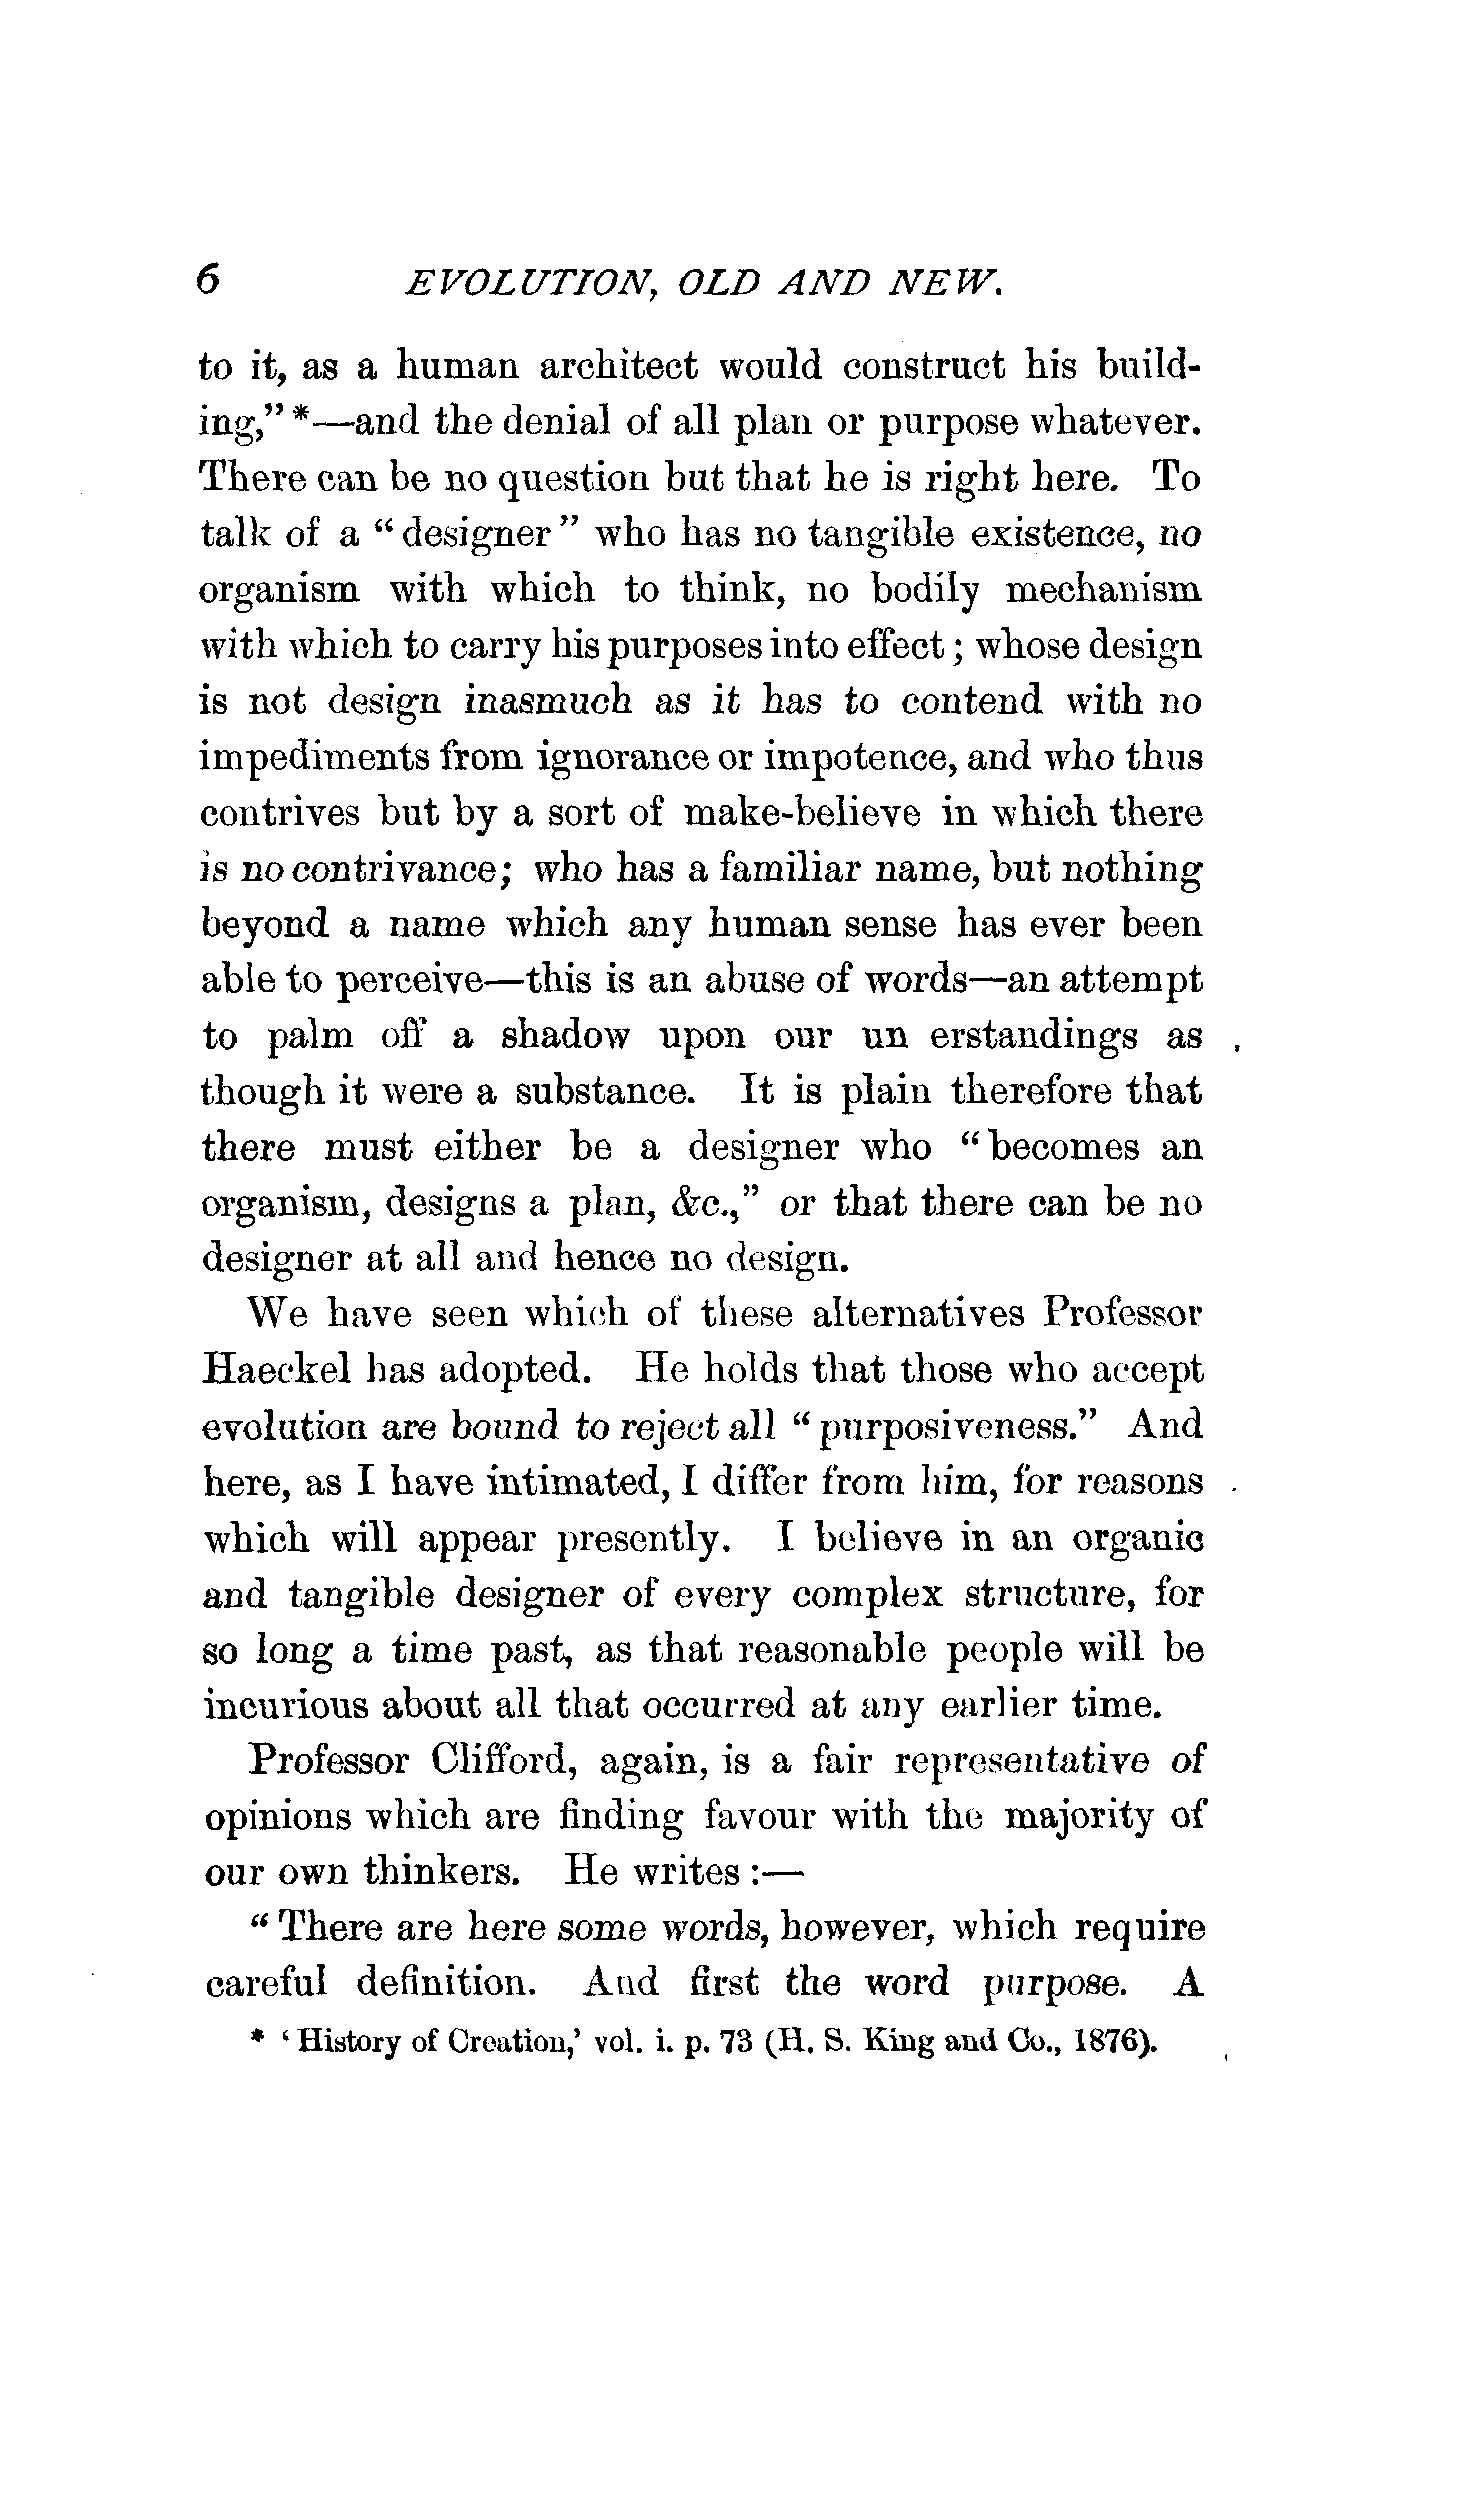 6 EVOLUTION, OLD AND NEW.
to it, as a human architect would construct his build-
ing,” *—and the denial of all plan or purpose whatever.
There can be no question but that he is right here. To
talk of a “ designer ” who has no tangible existence, no
organism with which to think, no bodily mechanism
with which to carry his purposes into effect ; whose design
is not design inasmuch as it has to contend with no
impediments from ignorance or impotence, and who thus
contrives but by a sort of make-believe in which there
is no contrivance; who has a familiar name, but nothing
beyond a name which any human sense has ever been
able to perceive—this is an abuse of words—an attempt
to palm off a shadow upon our un erstandings as
though it were a substance. It is plain therefore that
there must either be a designer who “ becomes an
organism, designs a plan, &c.,” or that there can be no
designer at all and hence no design.
We have seen which of these alternatives Professor
Haeckel has adopted. He holds that those who accept
evolution are bound to reject all “ purposiveness.” And
here, as I have intimated, I differ from him, for reasons
which will appear presently. I believe in an organic
and tangible designer of every complex structure, for
so long a time past, as that reasonable people will be
incurious about all that occurred at any earlier time.
Professor Clifford, again, is a fair representative of
opinions which are finding favour with the majority of
our own thinkers. He writes :—
“ There are here some words, however, which require
careful definition. And first the word purpose. A
* ‘ History of Creation,’ vol. i. p. 73 (H. S. King and Co., 1876).